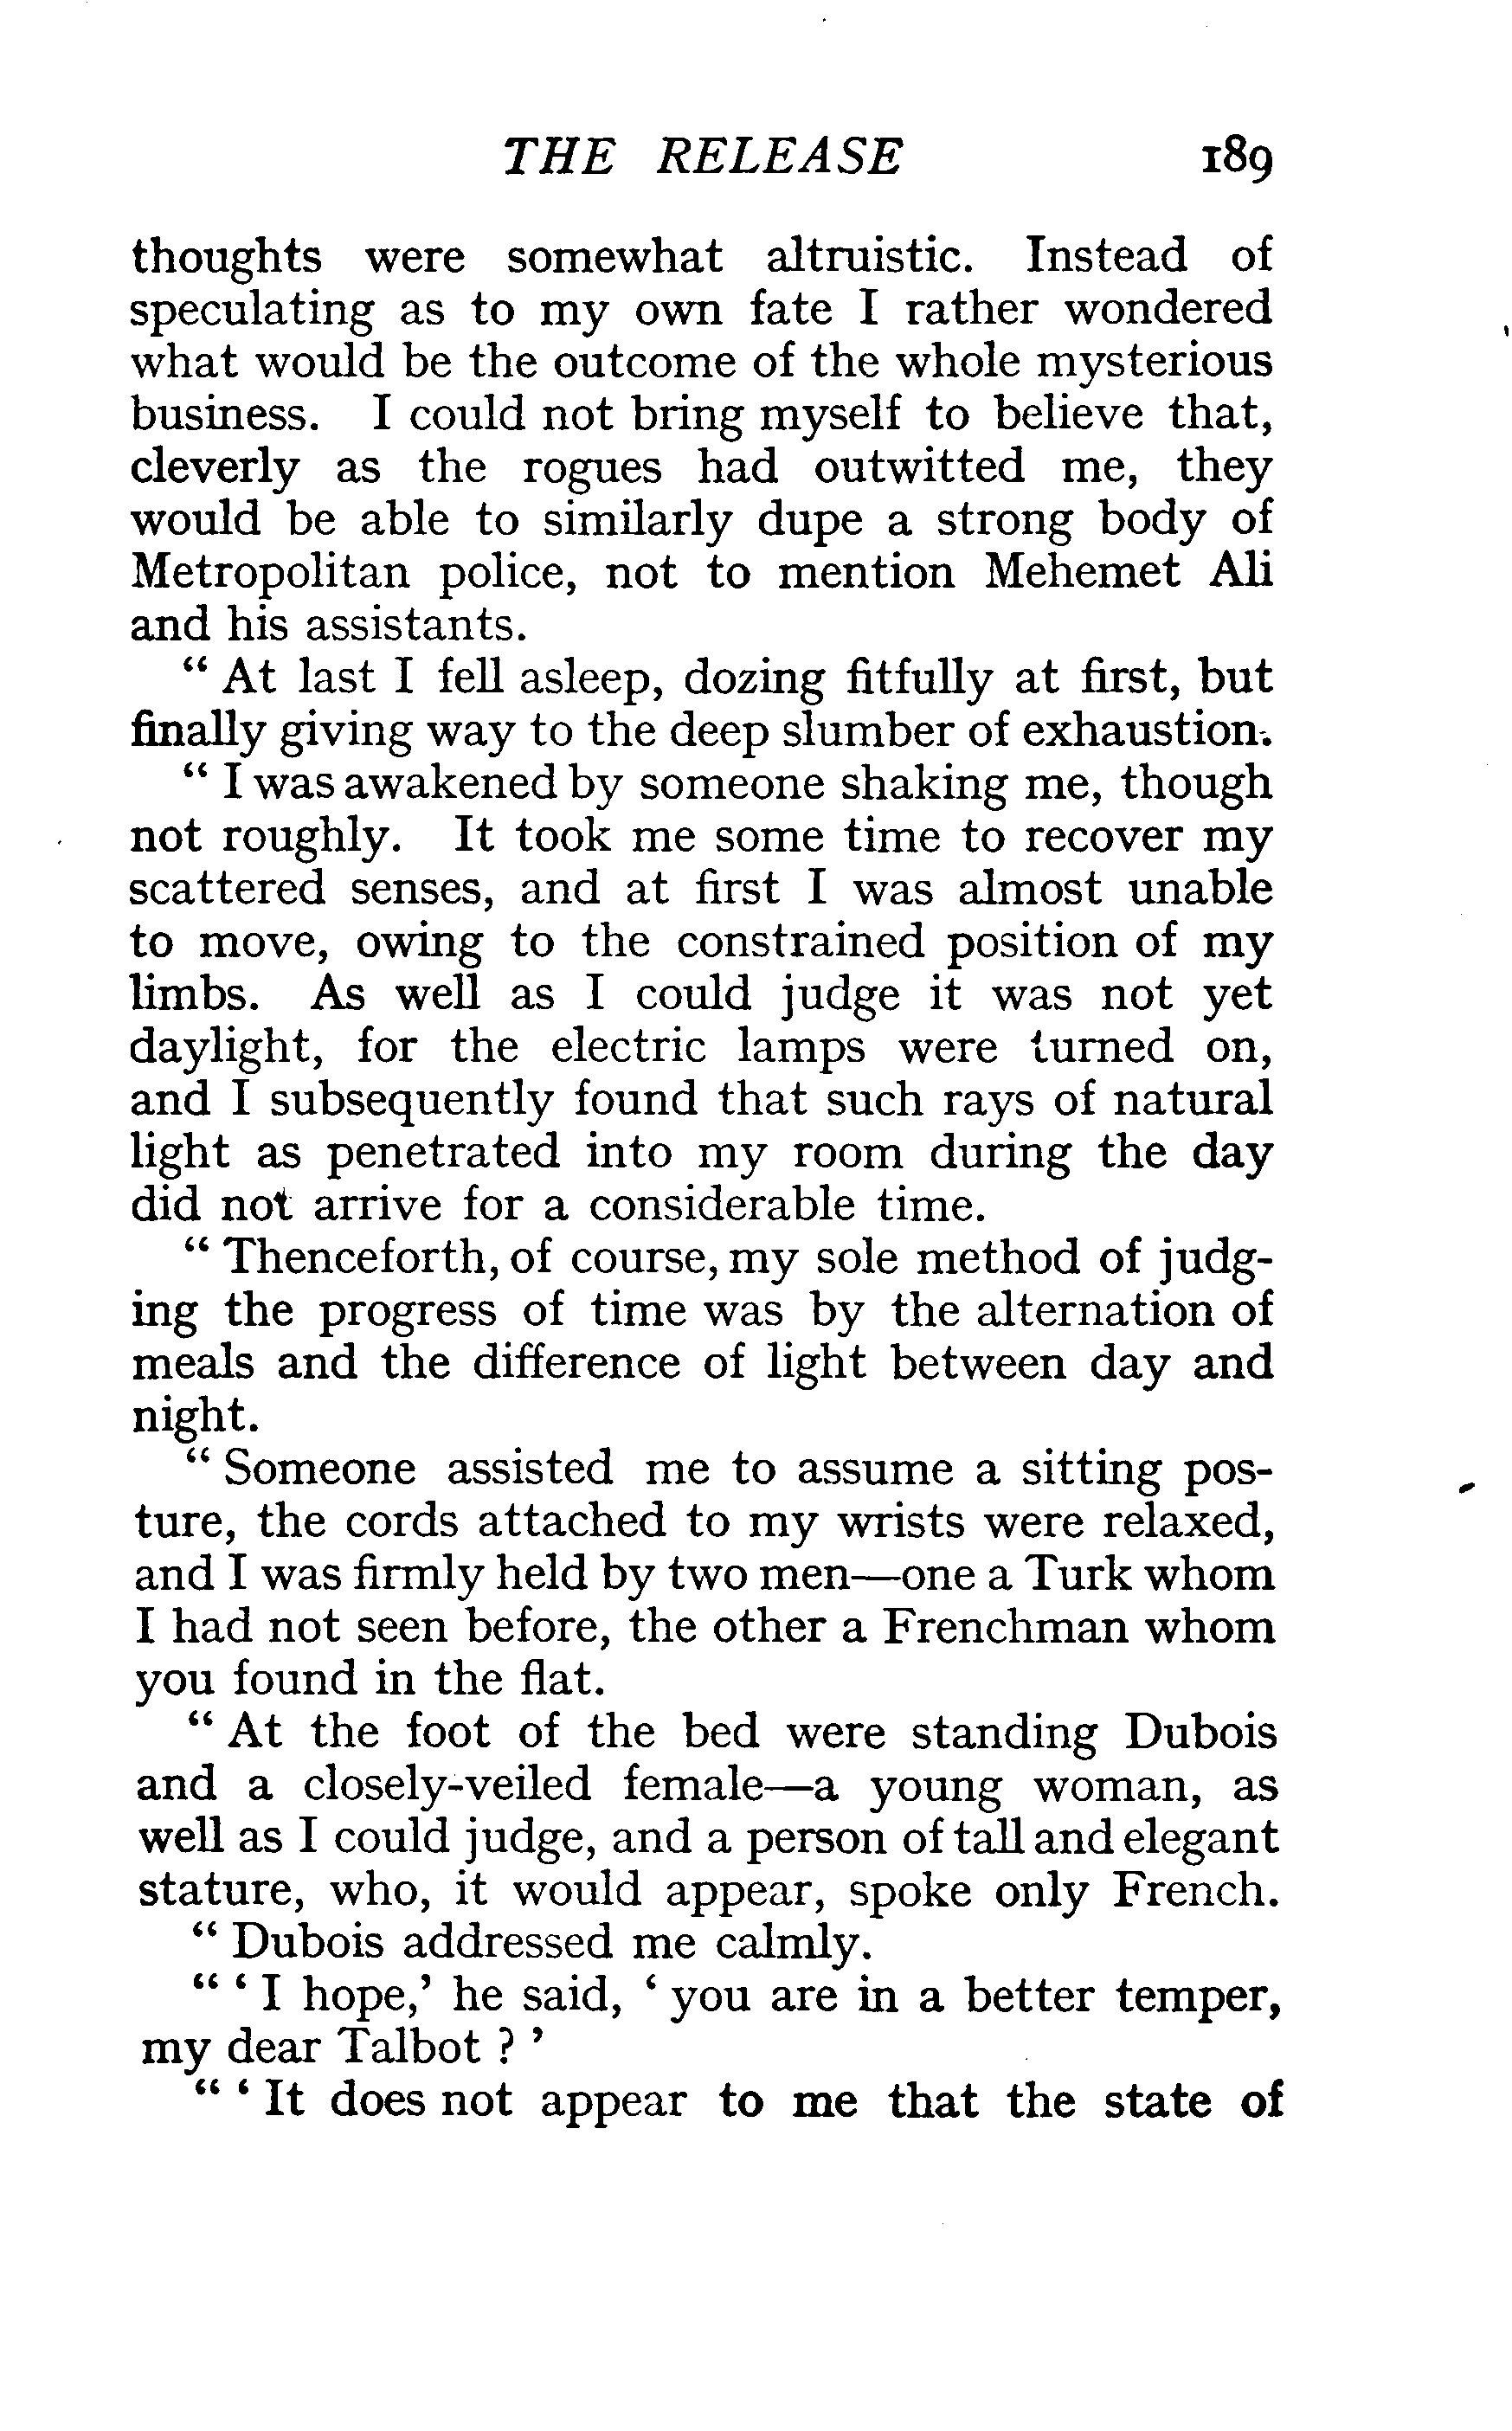 THE RELEASE 189
thoughts were somewhat altruistic. Instead of
speculating as to my own fate I rather wondered
what would be the outcome of the whole mysterious
business. I could not bring myself to believe that,
cleverly as the rogues had outwitted me, they
would be able to similarly dupe a strong body of
Metropolitan police, not to mention Mehemet Ali
and his assistants.
“ At last I fell asleep, dozing fitfully at first, but
finally giving way to the deep slumber of exhaustion.
“ I was awakened by someone shaking me, though
not roughly. It took me some time to recover my
scattered senses, and at first I was almost unable
to move, owing to the constrained position of my
limbs. As well as I could judge it was not yet
daylight, for the electric lamps were turned on,
and I subsequently found that such rays of natural
light as penetrated into my room during the day
did not arrive for a considerable time.
“ Thenceforth, of course, my sole method of judg-
ing the progress of time was by the alternation of
meals and the difference of light between day and
night.
“ Someone assisted me to assume a sitting pos-
ture, the cords attached to my wrists were relaxed,
and I was firmly held by two men—one a Turk whom
I had not seen before, the other a Frenchman whom
you found in the flat.
“ At the foot of the bed were standing Dubois
and a closely-veiled female—a young woman, as
well as I could judge, and a person of tall and elegant
stature, who, it would appear, spoke only French.
“ Dubois addressed me calmly.
“ ‘ I hope,’ he said, ‘ you are in a better temper,
my dear Talbot ? ’
“ ‘ It does not appear to me that the state of